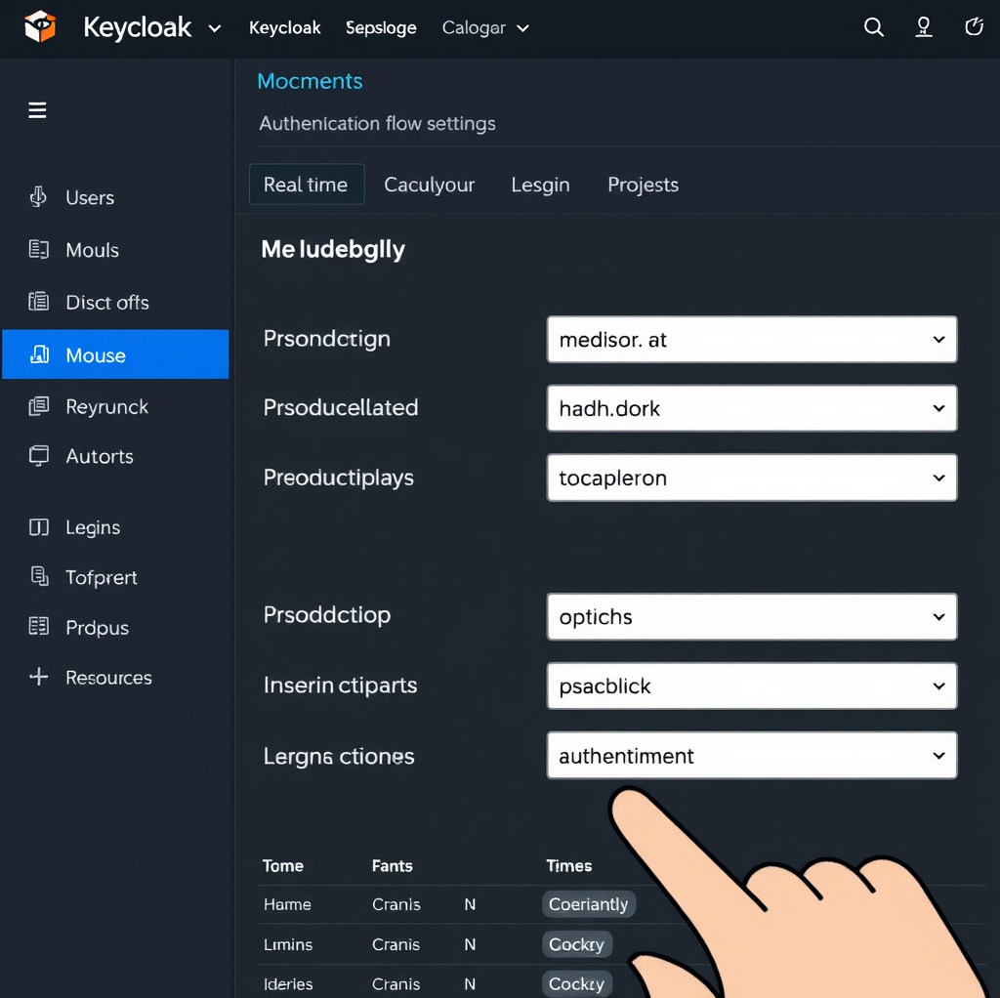 Keycloak Keycloak Sepsloge Calogar
Mocments
Authenication flow settings
Real time Caculyour Lesgin Projests
Me ludebglly
Users
Mouls
Disct offs
Mouse
Reyrunck
Autorts
Legins
Tofprert
Prdpus
Resources
Prsondctign medisor. at
Prsoducellated hadh.dork
Preoductiplays tocapleron
Prsoddctiop optichs
Inserin ctiparts psacblick
Lergna ctiones authentiment
Tome Fants Times
Hame Cranis N Coeriantly
Lmins Cranis N Cockry
Ideries Cranis N Cockry